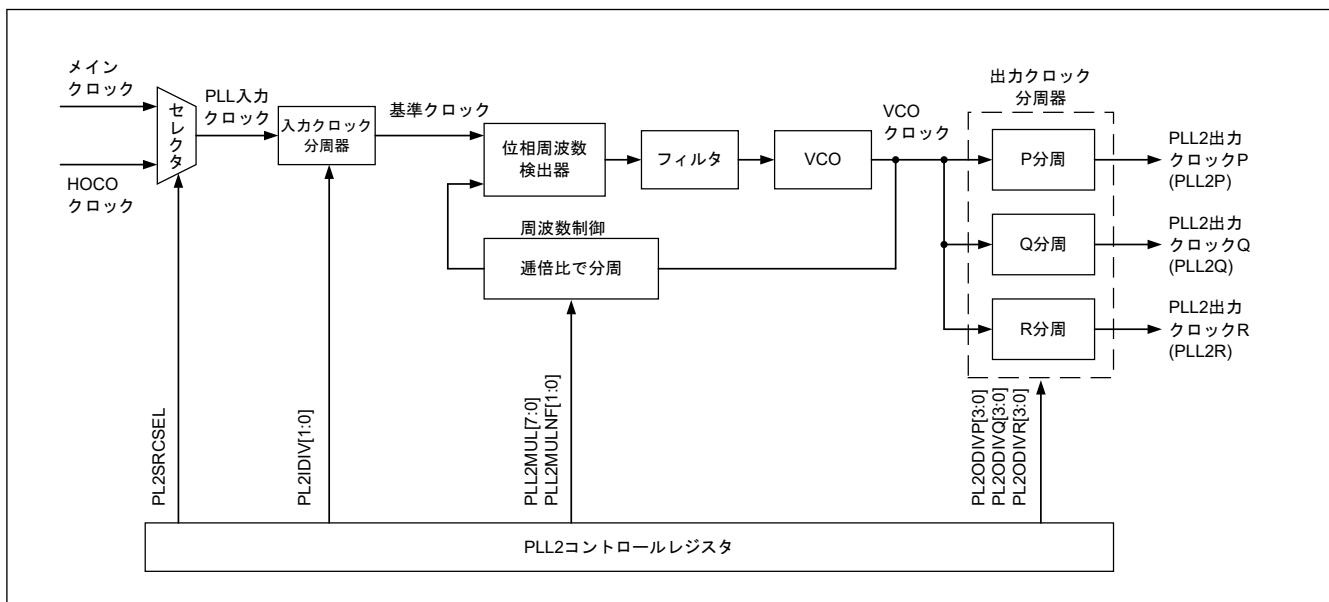 メイン
クロック
HOCO
クロック
セレクタ
PLL入力
クロック
入力クロック
分周器
基準クロック
位相周波数
検出器
フィルタ
VCO
VCO
クロック
周波数制御
逓倍比で分周
出力クロック
分周器
P分周
Q分周
R分周
PLL2出力
クロックP
(PLL2P)
PLL2出力
クロックQ
(PLL2Q)
PLL2出力
クロックR
(PLL2R)
PL2SRCSEL
PL2IDIV[1:0]
PLL2MUL[7:0]
PLL2MULNF[1:0]
PL2ODIVP[3:0]
PL2ODIVQ[3:0]
PL2ODIVR[3:0]
PLL2コントロールレジスタ